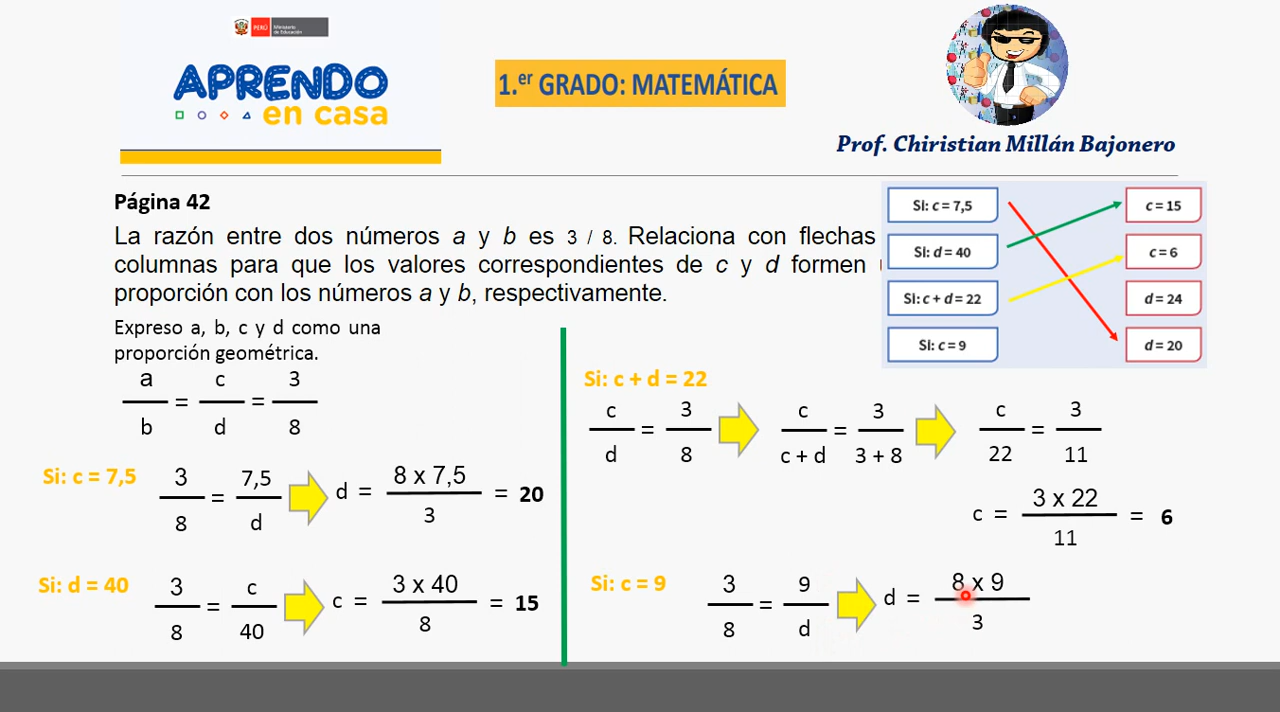 PERÚ Ministerio de Educación
APRENDO
en casa
1.er GRADO: MATEMÁTICA
Prof. Chiristian Millán Bajonero
Página 42
La razón entre dos números a y b es 3 / 8. Relaciona con flechas
columnas para que los valores correspondientes de c y d formen
proporción con los números a y b, respectivamente.
Si: c = 7,5
Si: d = 40
Si: c + d = 22
Si: c = 9
c = 15
c = 6
d = 24
d = 20
Expreso a, b, c y d como una
proporción geométrica.
a/b = c/d = 3/8
Si: c = 7,5 3/8 = 7,5/d d = 8 x 7,5/3 = 20
Si: d = 40 3/8 = c/40 c = 3 x 40/8 = 15
Si: c + d = 22
c/d = 3/8 c/c + d = 3/3 + 8 c/22 = 3/11
c = 3 x 22/11 = 6
Si: c = 9 3/8 = 9/d d = 8 x 9/3